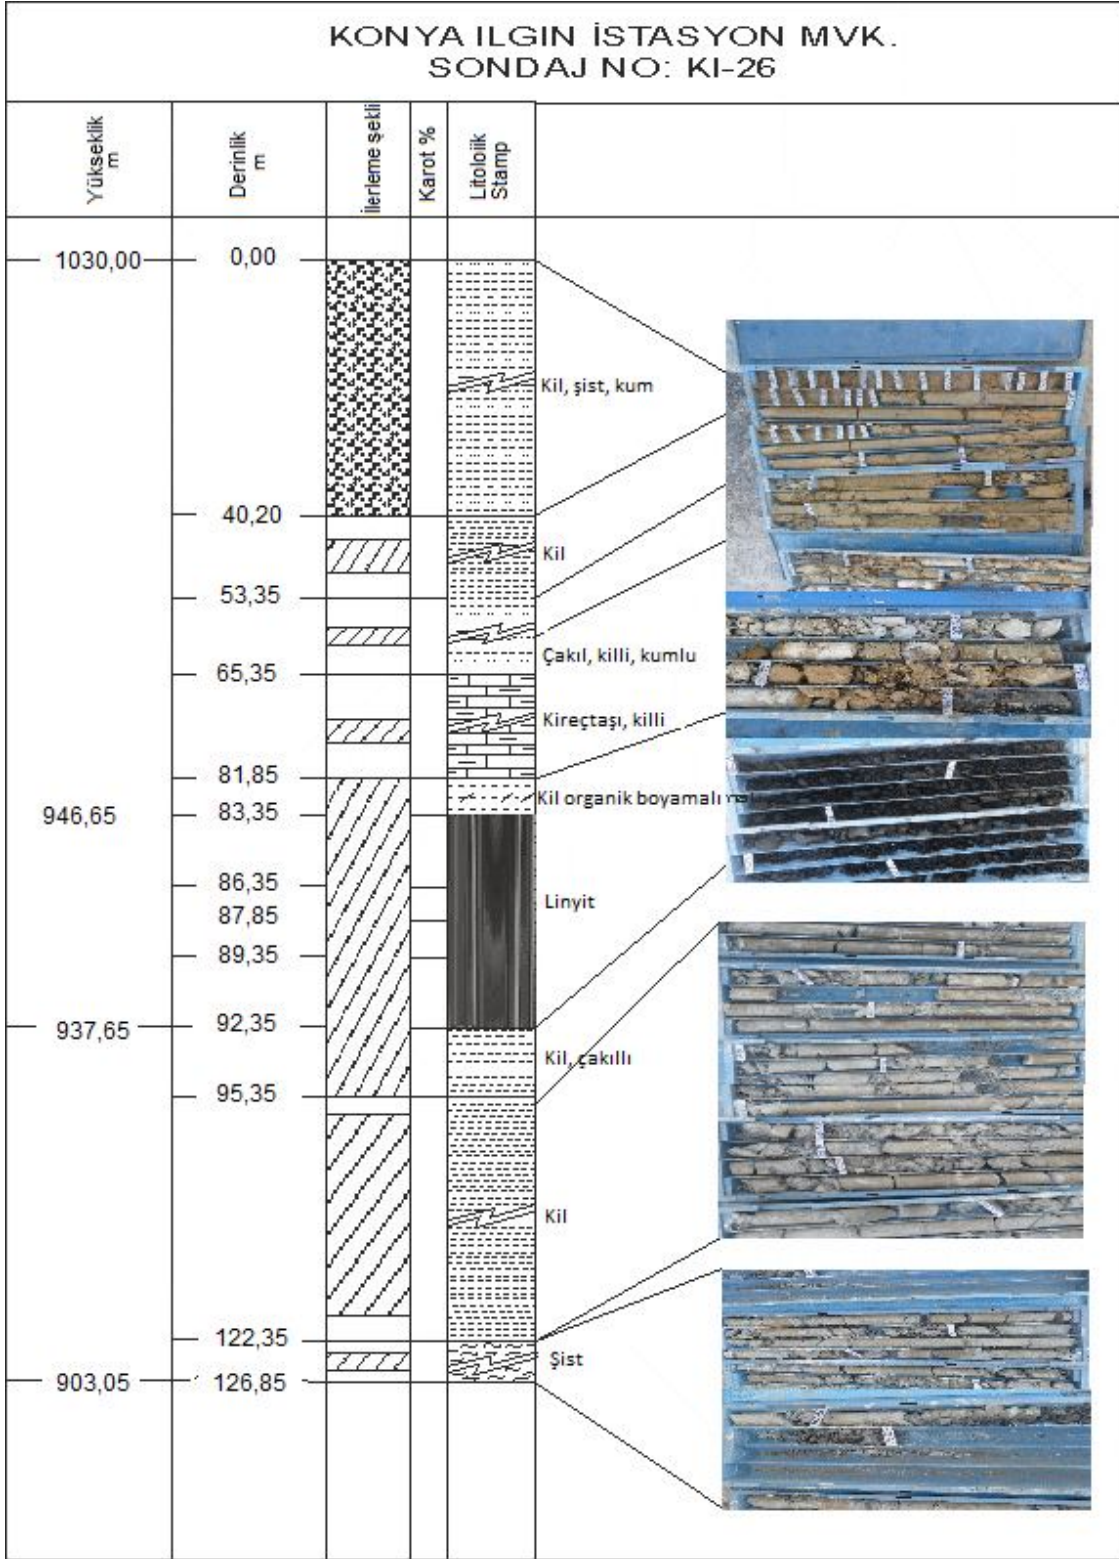 KONYA ILGIN İSTASYON MVK.
SONDAJ NO: KI-26
Yükseklik
m
Derinlik
m
İlerleme şekli
Karot %
Litololik
Stamp
1030,00
0,00
Kil, şist, kum
40,20
Kil
53,35
Çakıl, killi, kumlu
65,35
Kireçtaşı, killi
81,85
Kil organik boyamalı
946,65
83,35
86,35
Linyit
87,85
89,35
937,65
92,35
Kil, çakıllı
95,35
Kil
122,35
Şist
903,05
126,85